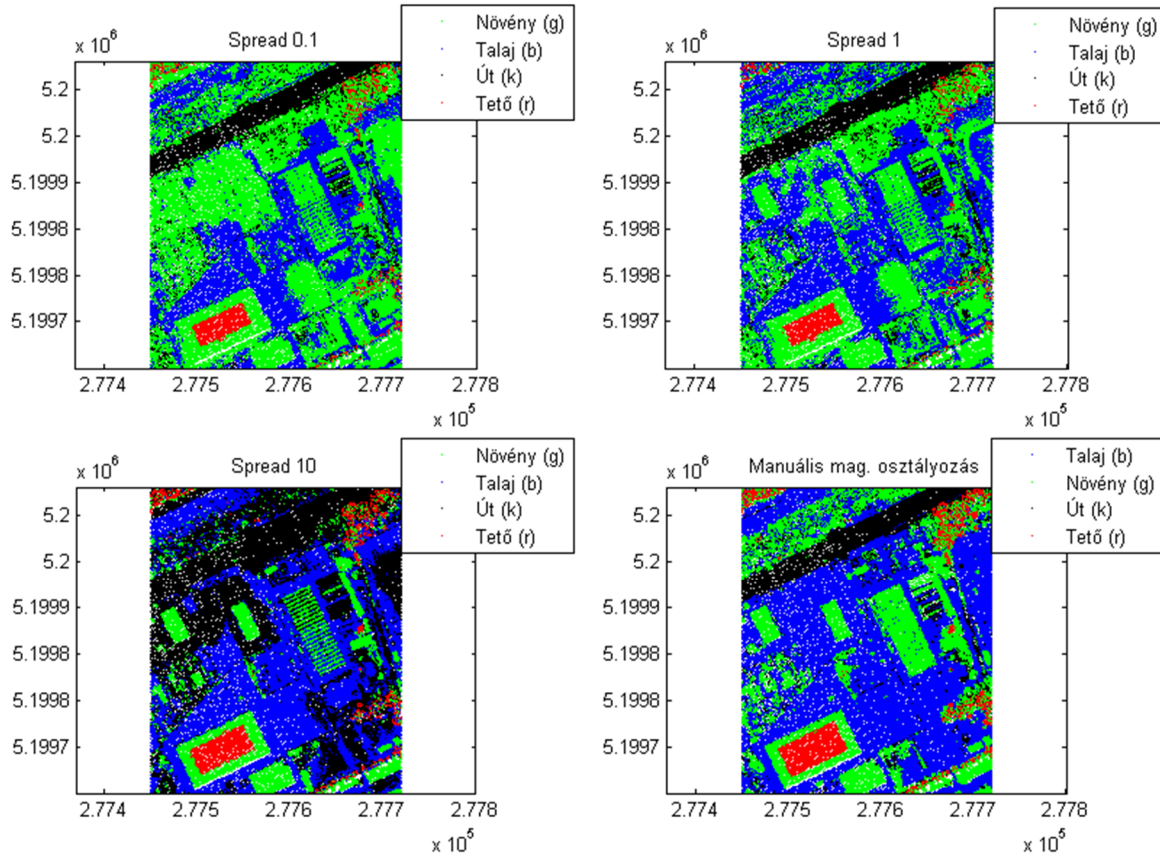 x 10^6
Spread 0.1
Növény (g)
Talaj (b)
Út (k)
Tető (r)
5.2
5.2
5.1999
5.1998
5.1998
5.1997
2.774 2.775 2.776 2.777 2.778
x 10^5
x 10^6
Spread 1
Növény (g)
Talaj (b)
Út (k)
Tető (r)
5.2
5.2
5.1999
5.1998
5.1998
5.1997
2.774 2.775 2.776 2.777 2.778
x 10^5
x 10^6
Spread 10
Növény (g)
Talaj (b)
Út (k)
Tető (r)
5.2
5.2
5.1999
5.1998
5.1998
5.1997
2.774 2.775 2.776 2.777 2.778
x 10^5
x 10^6
Manuális mag. osztályozás
Talaj (b)
Növény (g)
Út (k)
Tető (r)
5.2
5.2
5.1999
5.1998
5.1998
5.1997
2.774 2.775 2.776 2.777 2.778
x 10^5